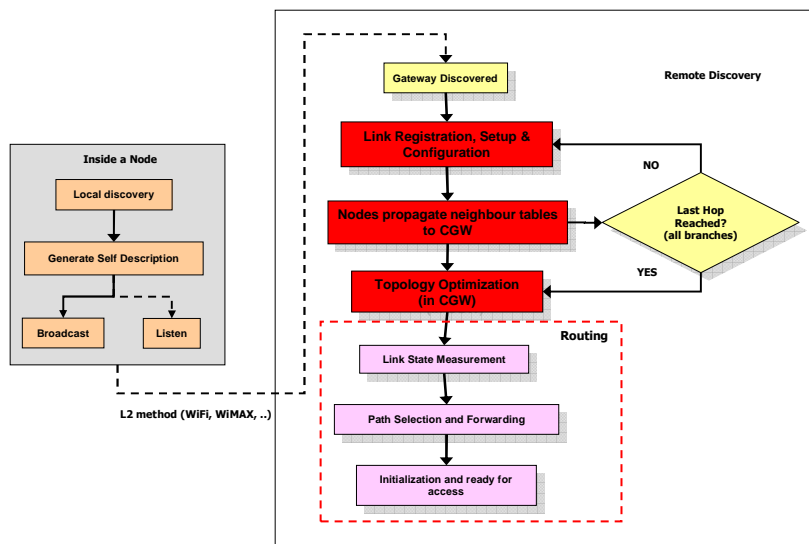 Gateway Discovered
Remote Discovery
Link Registration, Setup &
Configuration
NO
Inside a Node
Local discovery
Generate Self Description
Broadcast
Listen
Nodes propagate neighbour tables
to CGW
Last Hop
Reached?
(all branches)
YES
Topology Optimization
(in CGW)
Routing
Link State Measurement
L2 method (WiFi, WiMAX, ..)
Path Selection and Forwarding
Initialization and ready for
access